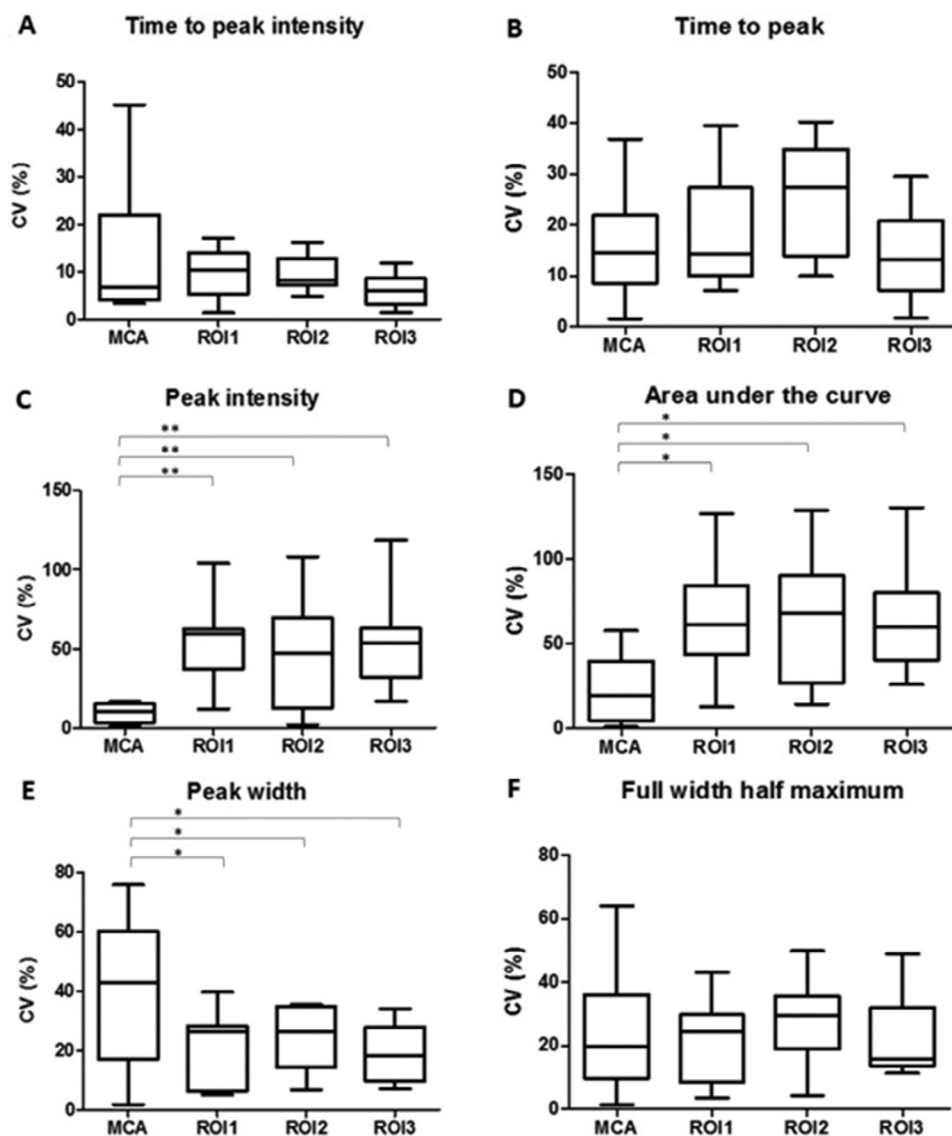 A Time to peak intensity
50
40
30
20
10
0
CV (%)
MCA ROI1 ROI2 ROI3
B Time to peak
50
40
30
20
10
0
CV (%)
MCA ROI1 ROI2 ROI3
C Peak intensity
**
**
**
150
100
50
0
CV (%)
MCA ROI1 ROI2 ROI3
D Area under the curve
*
*
*
150
100
50
0
CV (%)
MCA ROI1 ROI2 ROI3
E Peak width
*
*
*
80
60
40
20
0
CV (%)
MCA ROI1 ROI2 ROI3
F Full width half maximum
80
60
40
20
0
CV (%)
MCA ROI1 ROI2 ROI3